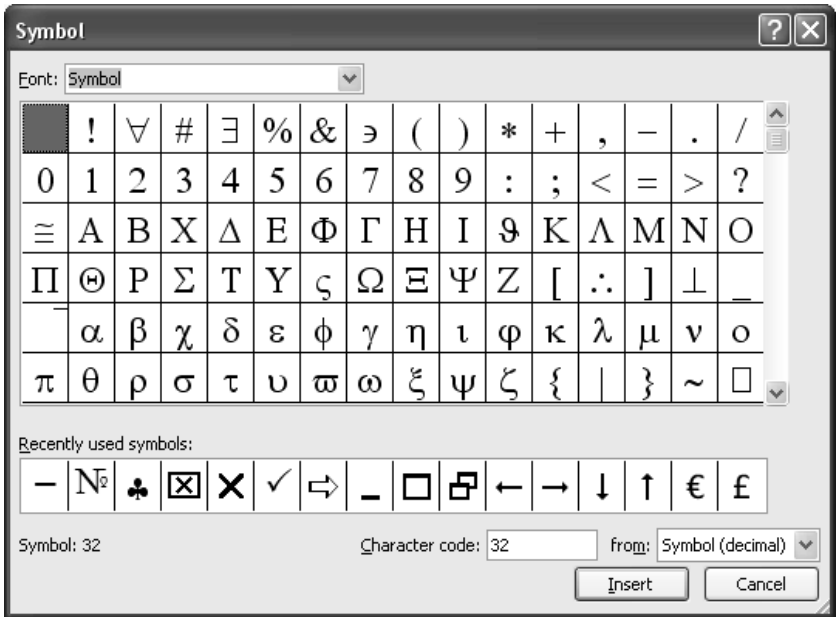 Symbol
Font: Symbol
! ∀ # ∃ % & ϶ ( ) ∗ + , − . /
0 1 2 3 4 5 6 7 8 9 : ; < = > ?
≅ Α Β Χ Δ Ε Φ Γ Η Ι ϑ Κ Λ Μ Ν Ο
Π Θ Ρ Σ Τ Υ ς Ω Ξ Ψ Ζ [ ∴ ] ⊥ _
‾ α β χ δ ε ϕ γ η ι φ κ λ μ ν ο
π θ ρ σ τ υ ϖ ω ξ ψ ζ { | } ~ □
Recently used symbols:
– № ♣ ☒ ✕ ✓ ⇨ _ □ 🗗 ← → ↓ ↑ € £
Symbol: 32 Character code: 32 from: Symbol (decimal)
Insert Cancel